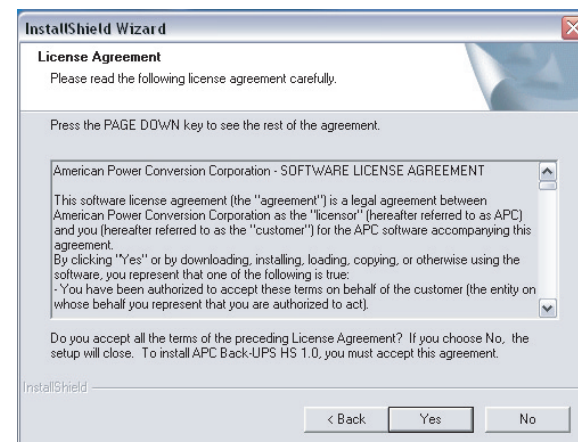 InstallShield Wizard
License Agreement
Please read the following license agreement carefully.
Press the PAGE DOWN key to see the rest of the agreement.
American Power Conversion Corporation - SOFTWARE LICENSE AGREEMENT
This software license agreement (the "agreement") is a legal agreement between
American Power Conversion Corporation as the "licensor" (hereafter referred to as APC)
and you (hereafter referred to as the "customer") for the APC software accompanying this
agreement.
By clicking "Yes" or by downloading, installing, loading, copying, or otherwise using the
software, you represent that one of the following is true:
- You have been authorized to accept these terms on behalf of the customer (the entity on
whose behalf you represent that you are authorized to act).
Do you accept all the terms of the preceding License Agreement? If you choose No, the
setup will close. To install APC Back-UPS HS 1.0, you must accept this agreement.
InstallShield
< Back Yes No